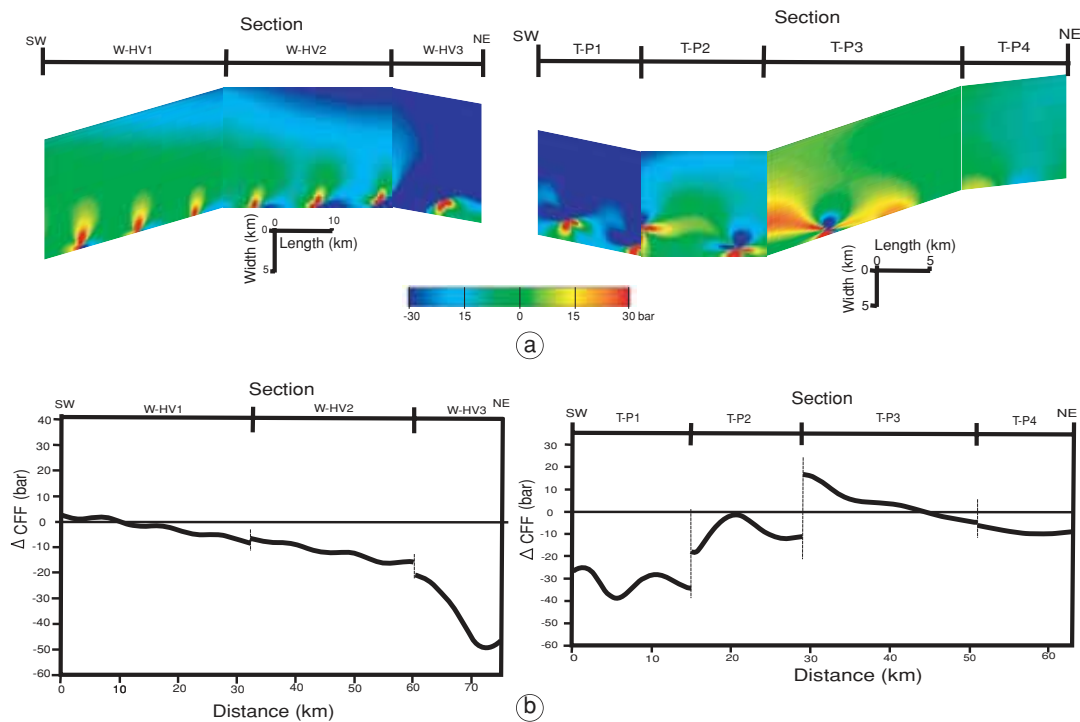 Section
SW W-HV1 W-HV2 W-HV3 NE
Width (km)
0 10
0 Length (km)
5
Section
SW T-P1 T-P2 T-P3 T-P4 NE
Length (km)
0 5
Width (km)
0
5
-30 15 0 15 30 bar
a
Section
SW W-HV1 W-HV2 W-HV3 NE
Δ CFF (bar)
40
30
20
10
0
-10
-20
-30
-40
-50
-60
0 10 20 30 40 50 60 70
Distance (km)
Section
SW T-P1 T-P2 T-P3 T-P4 NE
Δ CFF (bar)
30
20
10
0
-10
-20
-30
-40
-50
-60
0 10 20 30 40 50 60
Distance (km)
b